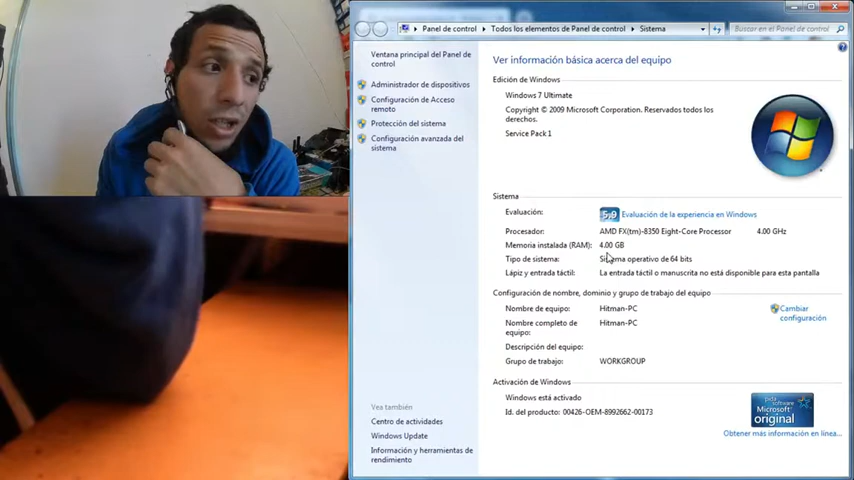 Panel de control
Todos los elementos de Panel de control
Sistema
Buscar en el Panel de control
Ventana principal del Panel de
control
Administrador de dispositivos
Configuración de Acceso
remoto
Protección del sistema
Configuración avanzada del
sistema
Vea también
Centro de actividades
Windows Update
Información y herramientas de
rendimiento
Ver información básica acerca del equipo
Edición de Windows
Windows 7 Ultimate
Copyright © 2009 Microsoft Corporation. Reservados todos los
derechos.
Service Pack 1
Sistema
Evaluación: 5,9 Evaluación de la experiencia en Windows
Procesador: AMD FX(tm)-8350 Eight-Core Processor 4.00 GHz
Memoria instalada (RAM): 4.00 GB
Tipo de sistema: Sistema operativo de 64 bits
Lápiz y entrada táctil: La entrada táctil o manuscrita no está disponible para esta pantalla
Configuración de nombre, dominio y grupo de trabajo del equipo
Nombre de equipo: Hitman-PC
Cambiar
configuración
Nombre completo de
equipo:
Hitman-PC
Descripción del equipo:
Grupo de trabajo: WORKGROUP
Activación de Windows
Windows está activado
Id. del producto: 00426-OEM-8992662-00173
pida
software
Microsoft
original
Obtener más información en línea...